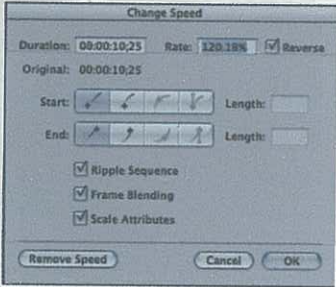 Change Speed
Duration: 00:00:10;25 Rate: 120.18% Reverse
Original: 00:00:10;25
Start: Length:
End: Length:
Ripple Sequence
Frame Blending
Scale Attributes
Remove Speed Cancel OK